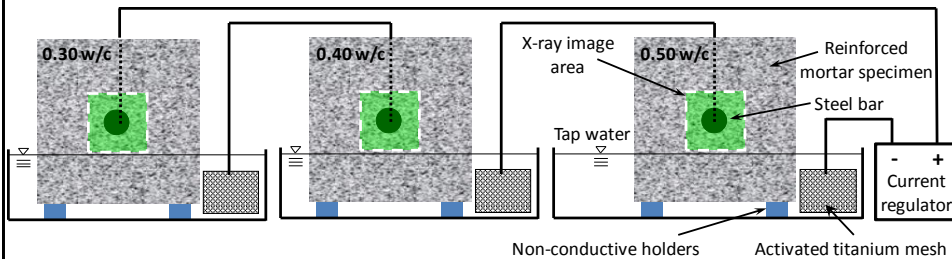 0.30 w/c
0.40 w/c
X-ray image
area
0.50 w/c
Reinforced
mortar specimen
Steel bar
Tap water
- +
Current
regulator
Non-conductive holders
Activated titanium mesh